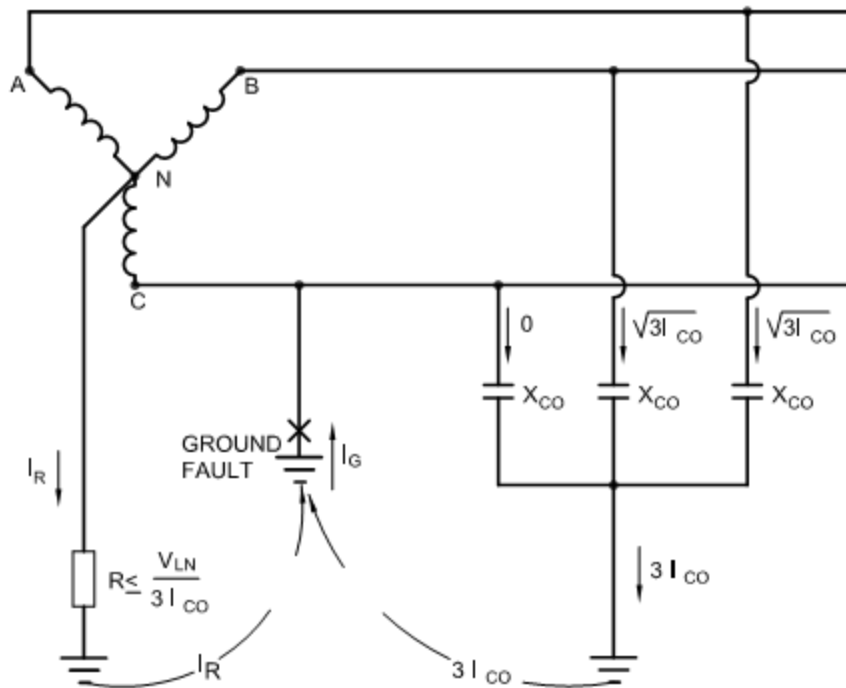 A
B
N
C
0
√3I CO
√3I CO
X CO
X CO
X CO
GROUND
FAULT
I G
I R
R ≤ V LN / 3 I CO
3 I CO
I R
3 I CO